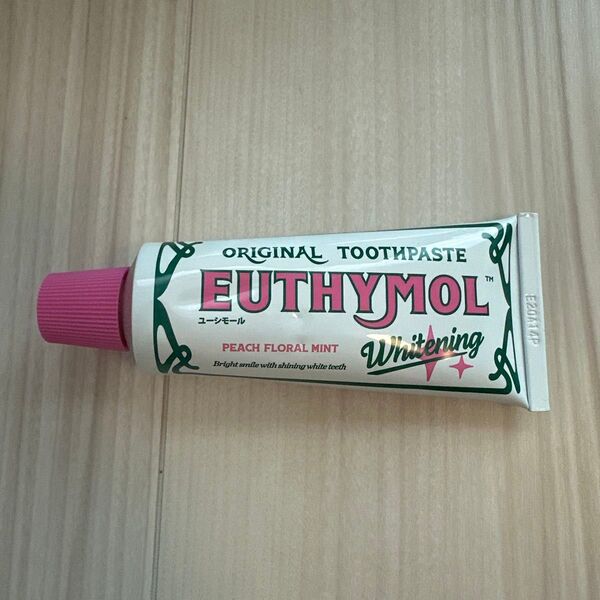 ORIGINAL TOOTHPASTE
EUTHYMOL™
ユーシモール
PEACH FLORAL MINT
Whitening
Bright smile with shining white teeth